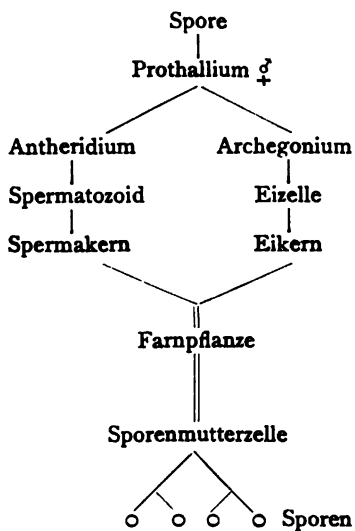 Spore
Prothallium ⚥
Antheridium Archegonium
Spermatozoid Eizelle
Spermakern Eikern
Farnpflanze
Sporenmutterzelle
Sporen